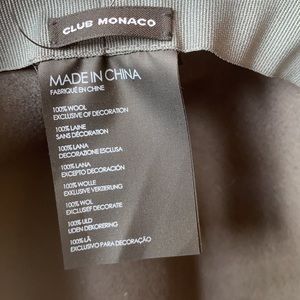 CLUB MONACO
MADE IN CHINA
FABRIQUÉ EN CHINE
100% WOOL
EXCLUSIVE OF DECORATION
100% LAINE
SANS DÉCORATION
100% LANA
DECORAZIONE ESCLUSA
100% LANA
EXCEPTO DECORACIÓN
100% WOLLE
EXKLUSIVE VERZIERUNG
100% WOL
EXCLUSIEF DECORATIE
100% ULD
UDEN DEKORERING
100% LÃ
EXCLUSIVO PARA DECORAÇÃO